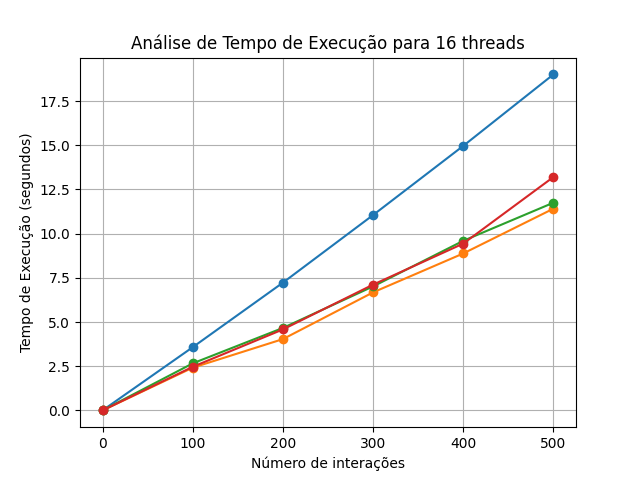 Análise de Tempo de Execução para 16 threads
Tempo de Execução (segundos)
17.5
15.0
12.5
10.0
7.5
5.0
2.5
0.0
0 100 200 300 400 500
Número de interações